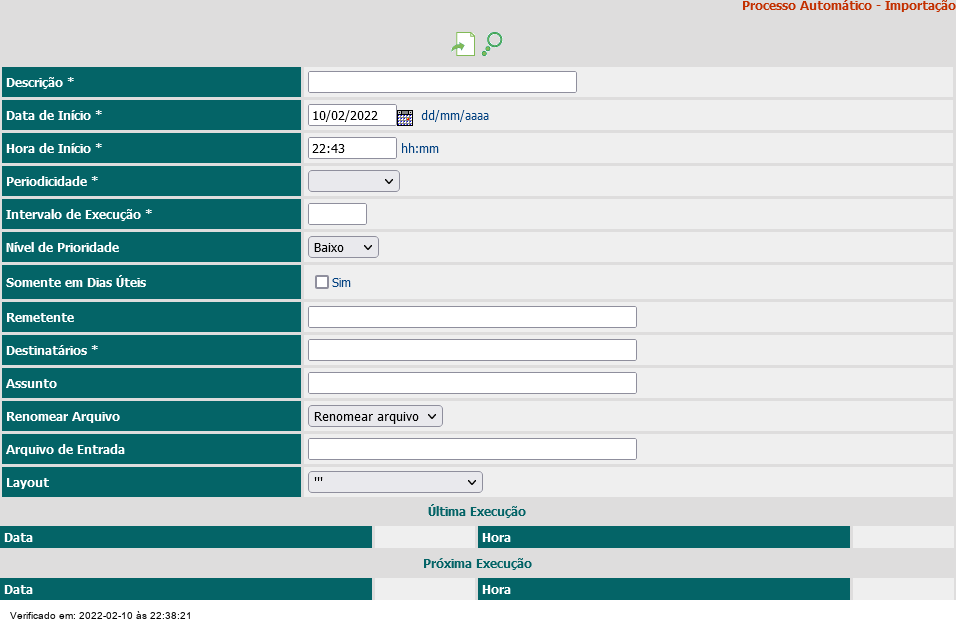 Processo Automático - Importação
Descrição *
Data de Início * 10/02/2022 dd/mm/aaaa
Hora de Início * 22:43 hh:mm
Periodicidade *
Intervalo de Execução *
Nível de Prioridade Baixo
Somente em Dias Úteis Sim
Remetente
Destinatários *
Assunto
Renomear Arquivo Renomear arquivo
Arquivo de Entrada
Layout '''
Última Execução
Data Hora
Próxima Execução
Data Hora
Verificado em: 2022-02-10 às 22:38:21